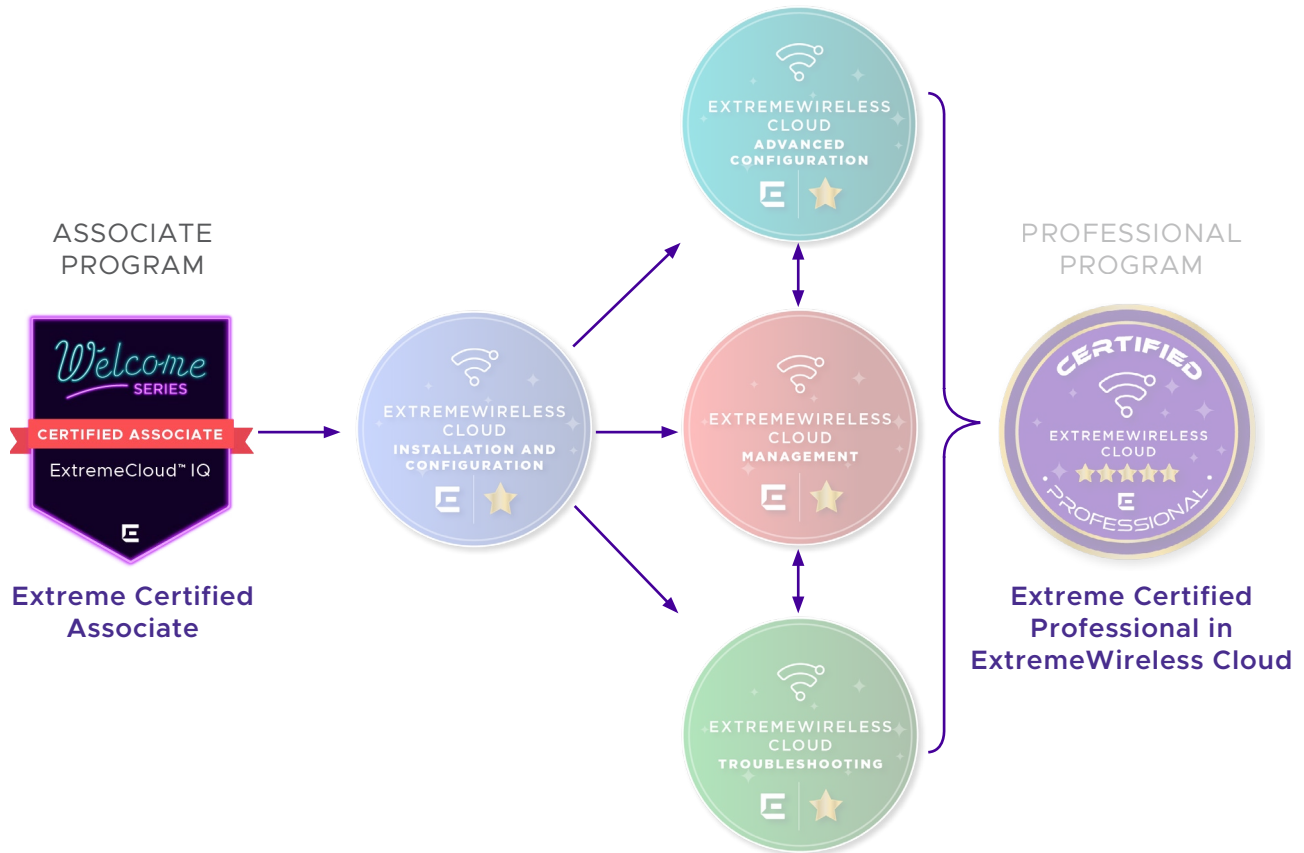 ASSOCIATE
PROGRAM
Welcome
SERIES
CERTIFIED ASSOCIATE
ExtremeCloud™ IQ
E
Extreme Certified
Associate
EXTREMEWIRELESS
CLOUD
INSTALLATION AND
CONFIGURATION
E
EXTREMEWIRELESS
CLOUD
ADVANCED
CONFIGURATION
E
EXTREMEWIRELESS
CLOUD
MANAGEMENT
E
EXTREMEWIRELESS
CLOUD
TROUBLESHOOTING
E
PROFESSIONAL
PROGRAM
CERTIFIED
EXTREMEWIRELESS
CLOUD
E
PROFESSIONAL
Extreme Certified
Professional in
ExtremeWireless Cloud